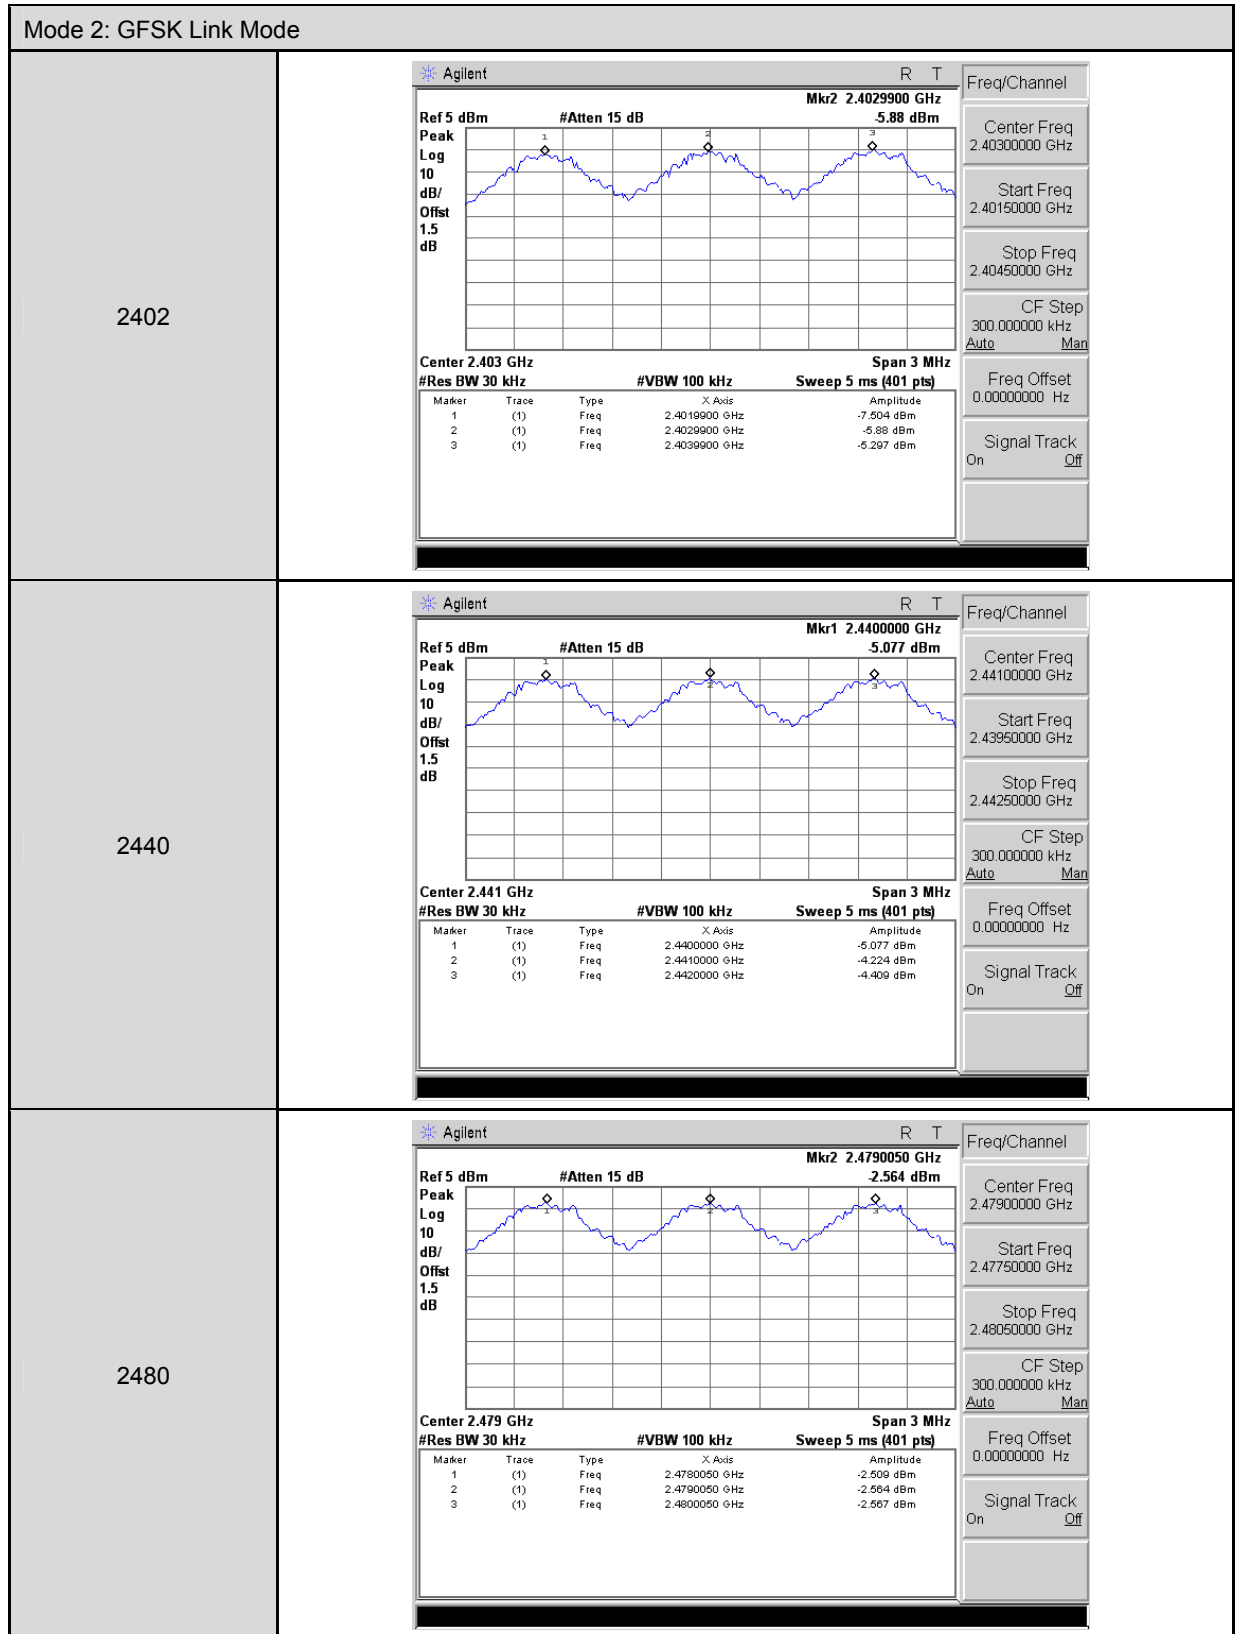 Mode 2: GFSK Link Mode
2402
Agilent R T
Mkr2 2.4029900 GHz
Ref 5 dBm #Atten 15 dB -5.88 dBm
Peak
Log
10
dB/
Offst
1.5
dB
1 2 3
Center 2.403 GHz Span 3 MHz
#Res BW 30 kHz #VBW 100 kHz Sweep 5 ms (401 pts)
Marker Trace Type X Axis Amplitude
1 (1) Freq 2.4019900 GHz -7.504 dBm
2 (1) Freq 2.4029900 GHz -5.88 dBm
3 (1) Freq 2.4039900 GHz -5.297 dBm
Freq/Channel
Center Freq
2.40300000 GHz
Start Freq
2.40150000 GHz
Stop Freq
2.40450000 GHz
CF Step
300.000000 kHz
Auto Man
Freq Offset
0.00000000 Hz
Signal Track
On Off
2440
Agilent R T
Mkr1 2.4400000 GHz
Ref 5 dBm #Atten 15 dB -5.077 dBm
Peak
Log
10
dB/
Offst
1.5
dB
1 2 3
Center 2.441 GHz Span 3 MHz
#Res BW 30 kHz #VBW 100 kHz Sweep 5 ms (401 pts)
Marker Trace Type X Axis Amplitude
1 (1) Freq 2.4400000 GHz -5.077 dBm
2 (1) Freq 2.4410000 GHz -4.224 dBm
3 (1) Freq 2.4420000 GHz -4.409 dBm
Freq/Channel
Center Freq
2.44100000 GHz
Start Freq
2.43950000 GHz
Stop Freq
2.44250000 GHz
CF Step
300.000000 kHz
Auto Man
Freq Offset
0.00000000 Hz
Signal Track
On Off
2480
Agilent R T
Mkr2 2.4790050 GHz
Ref 5 dBm #Atten 15 dB -2.564 dBm
Peak
Log
10
dB/
Offst
1.5
dB
1 2 3
Center 2.479 GHz Span 3 MHz
#Res BW 30 kHz #VBW 100 kHz Sweep 5 ms (401 pts)
Marker Trace Type X Axis Amplitude
1 (1) Freq 2.4780050 GHz -2.509 dBm
2 (1) Freq 2.4790050 GHz -2.564 dBm
3 (1) Freq 2.4800050 GHz -2.567 dBm
Freq/Channel
Center Freq
2.47900000 GHz
Start Freq
2.47750000 GHz
Stop Freq
2.48050000 GHz
CF Step
300.000000 kHz
Auto Man
Freq Offset
0.00000000 Hz
Signal Track
On Off